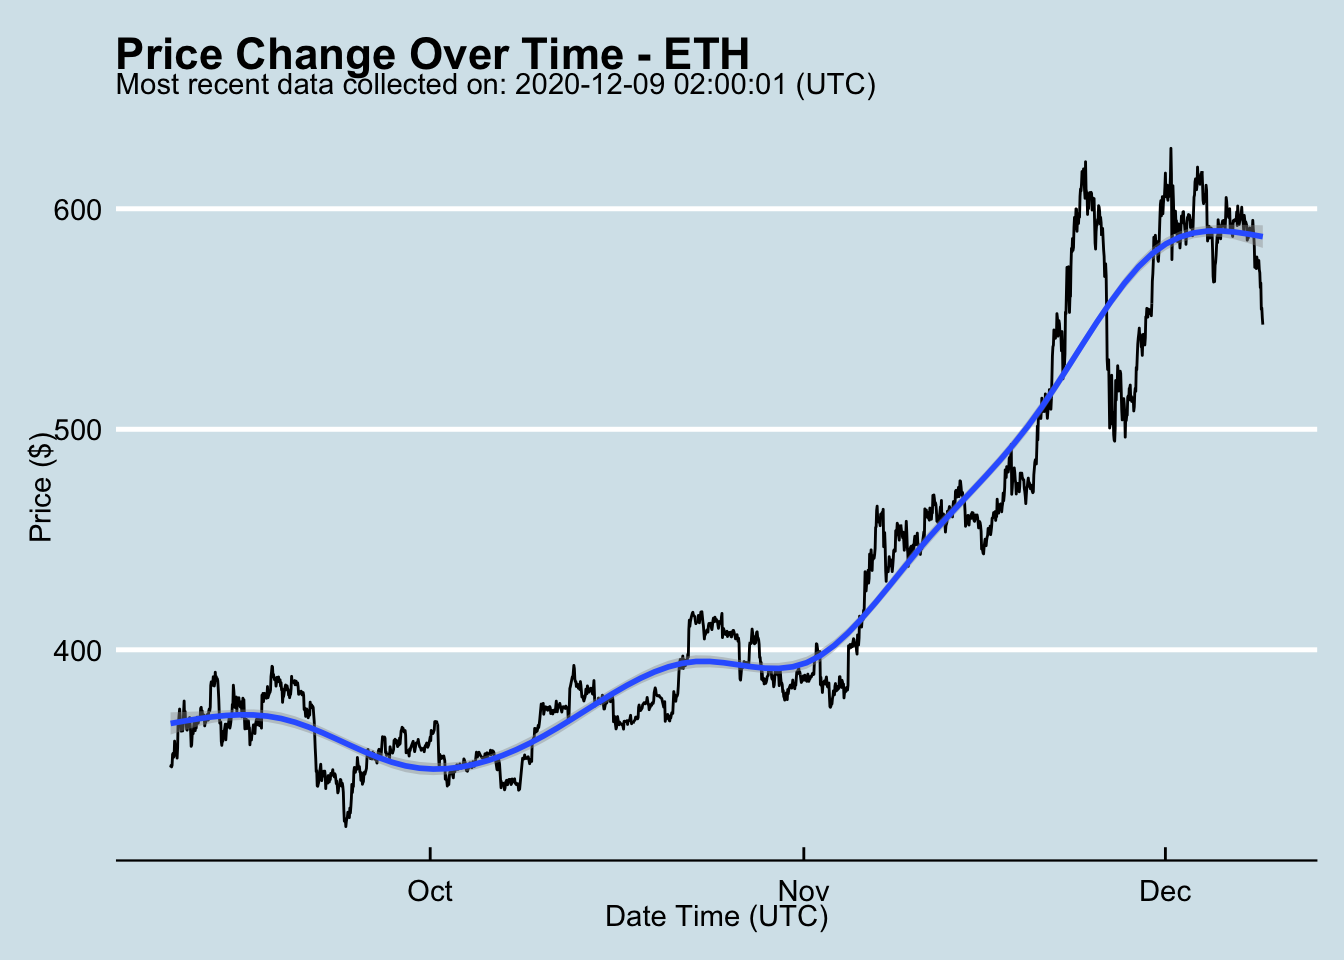 Price Change Over Time - ETH
Most recent data collected on: 2020-12-09 02:00:01 (UTC)
600
500
400
Price ($)
Oct
Nov
Dec
Date Time (UTC)